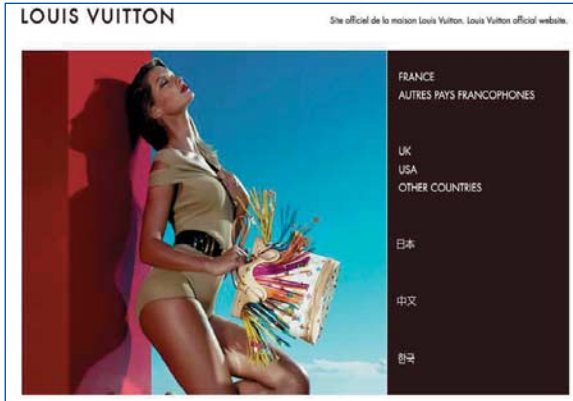 LOUIS VUITTON
Site officiel de la maison Louis Vuitton. Louis Vuitton official website.
FRANCE
AUTRES PAYS FRANCOPHONES
UK
USA
OTHER COUNTRIES
日本
中文
한국